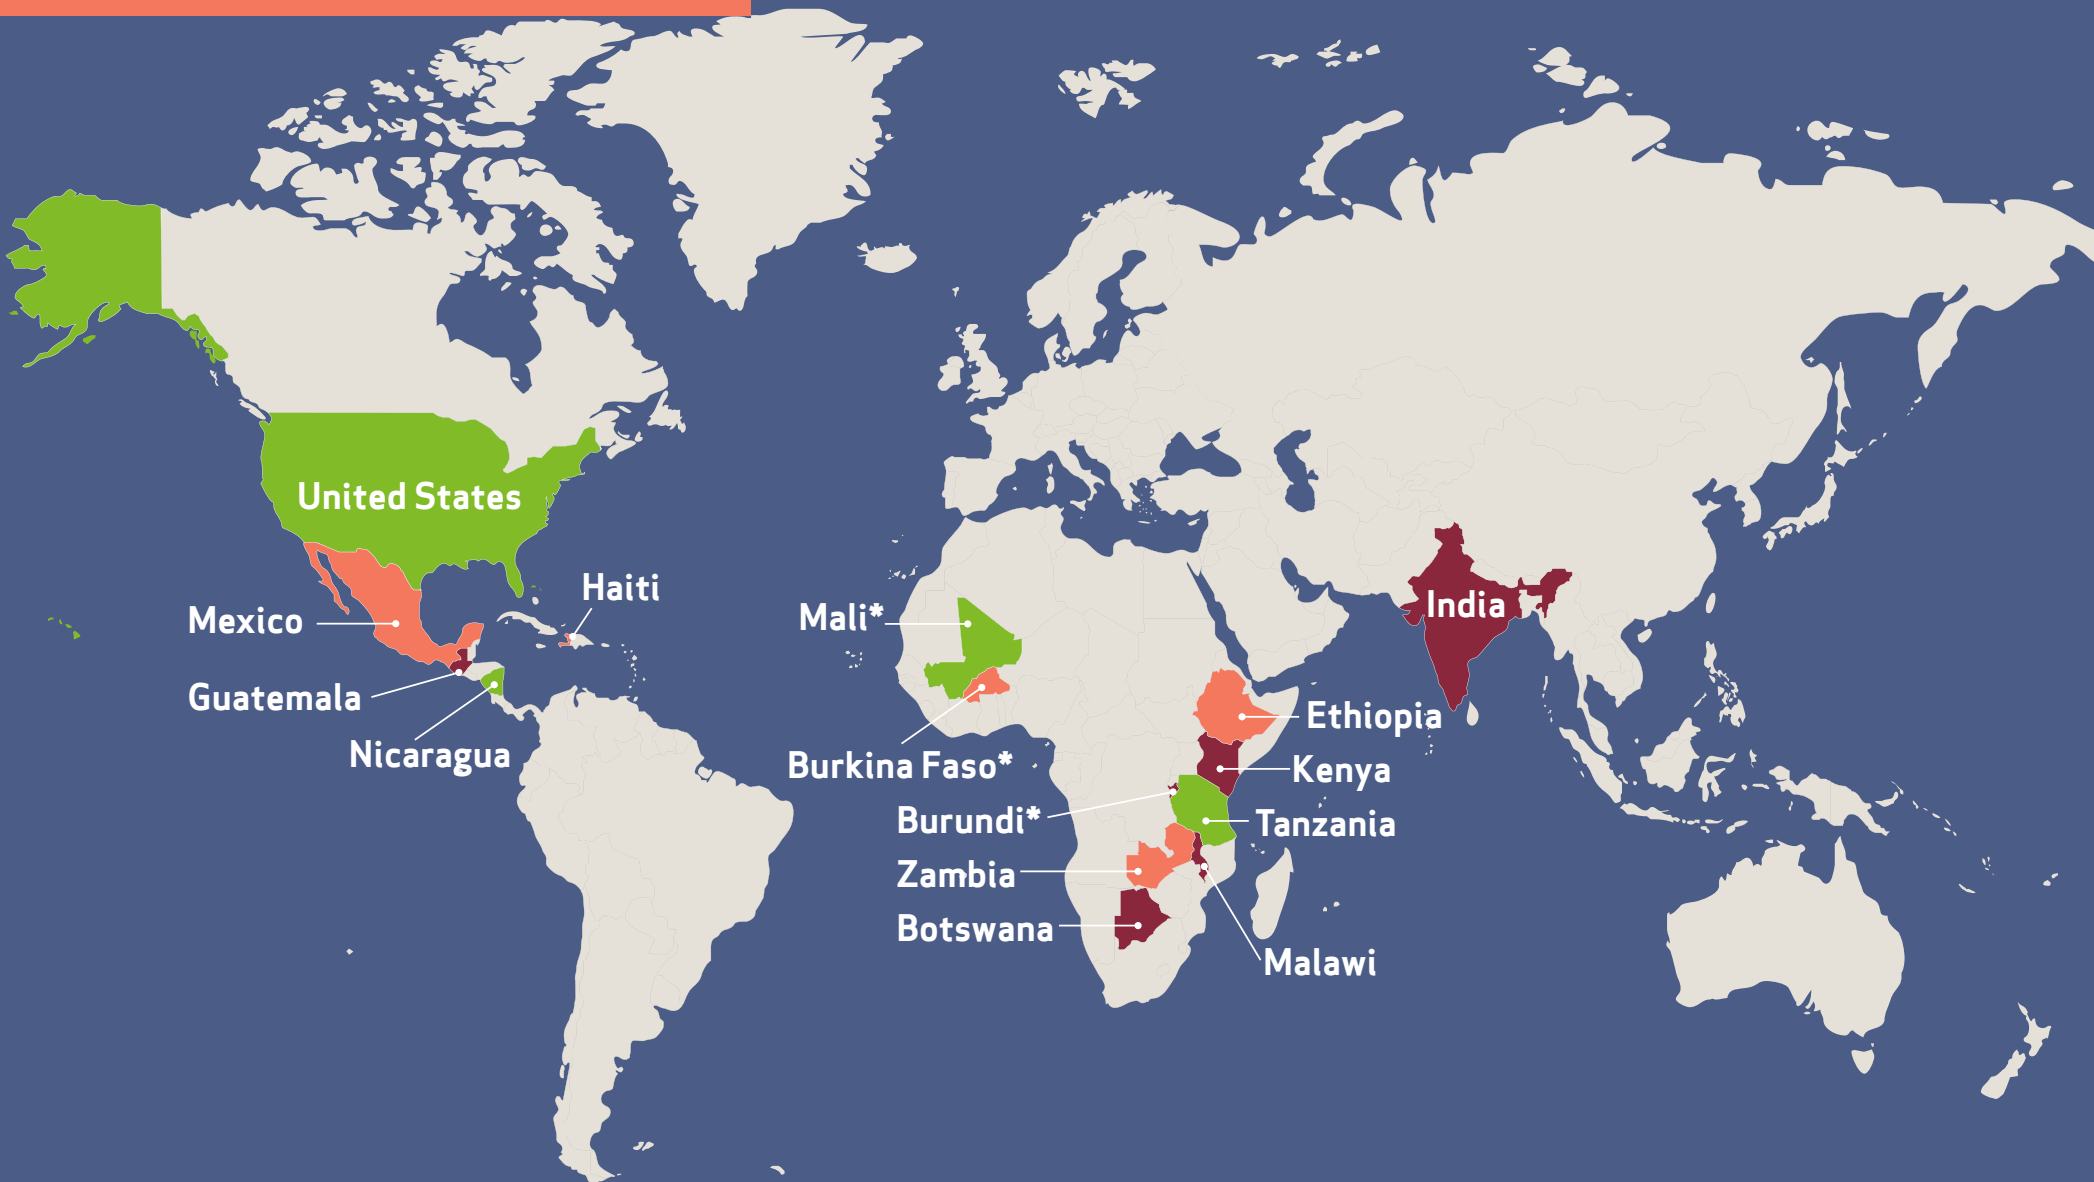 United States
Haiti
Mexico
Guatemala
Nicaragua
Mali*
Burkina Faso*
Burundi*
Zambia
Botswana
India
Ethiopia
Kenya
Tanzania
Malawi